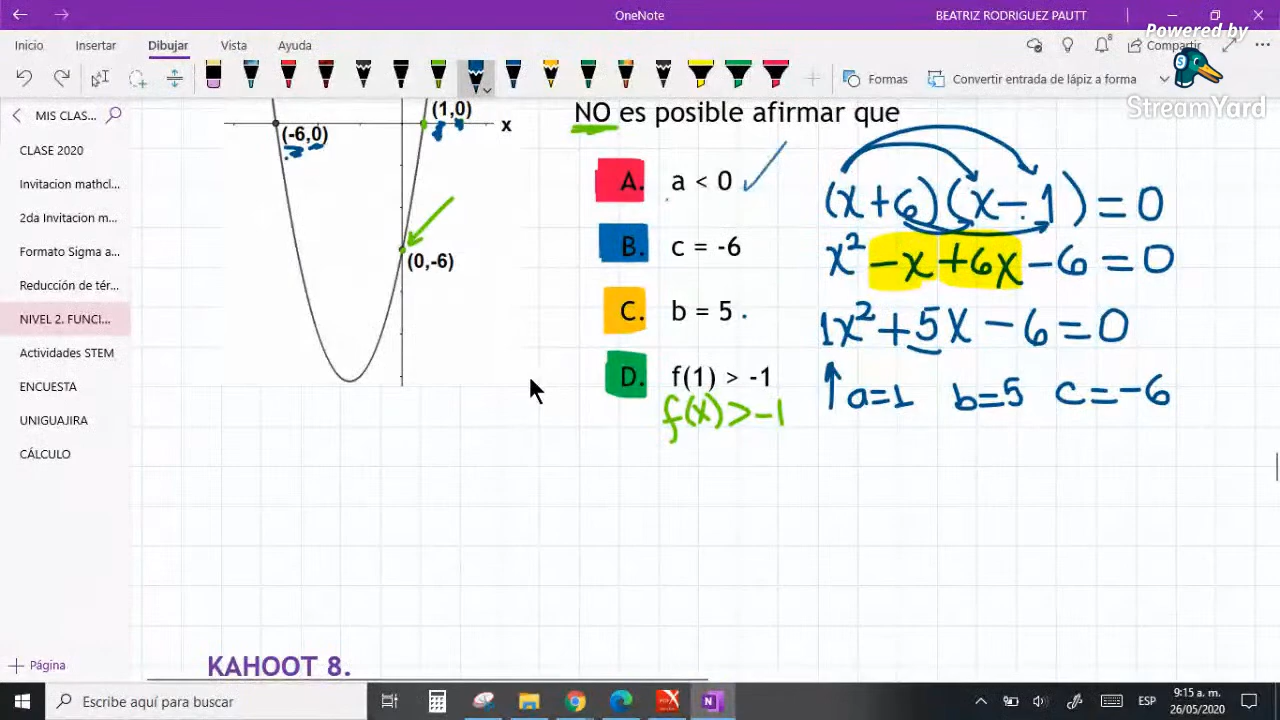 OneNote
BEATRIZ RODRIGUEZ PAUTT
Powered by
StreamYard
Inicio
Insertar
Dibujar
Vista
Ayuda
8
Compartir
Formas
Convertir entrada de lápiz a forma
MIS CLAS...
CLASE 2020
Invitacion mathcl...
2da Invitacion m...
Formato Sigma a...
Reducción de tér...
EVEL 2. FUNCI...
Actividades STEM
ENCUESTA
UNIGUAJIRA
CÁLCULO
Página
(-6,0)
(1,0)
x
(0,-6)
NO es posible afirmar que
A. a < 0
B. c = -6
C. b = 5
D. f(1) > -1
f(x) > -1
(x+6)(x-1) = 0
x² -x +6x -6 = 0
1x² +5x -6 = 0
a=1 b=5 c=-6
KAHOOT 8.
Escribe aquí para buscar
ESP
9:15 a. m.
26/05/2020